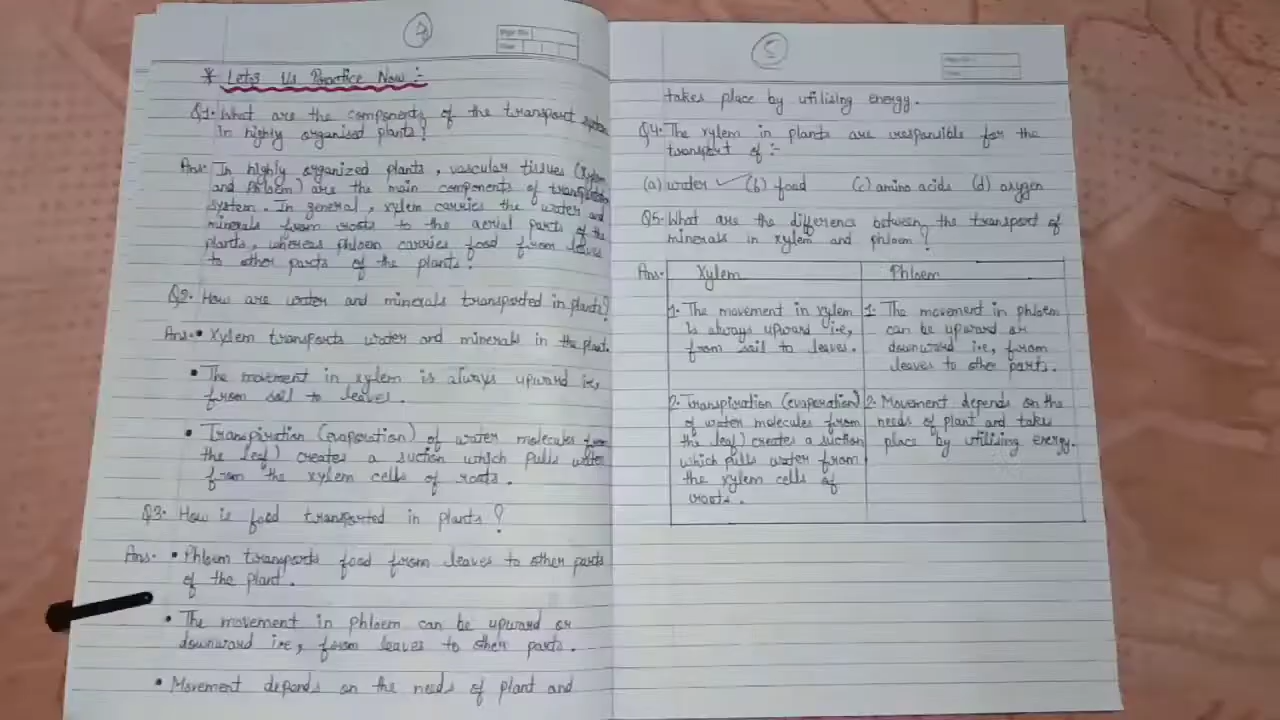 4
* Lets Us Practice Now :-
Q1. What are the components of the transport system
In highly organised plants?
Ans. In highly organized plants, vascular tissues (Xylem
and Phloem) are the main components of transportation
system. In general, xylem carries the water and
minerals from roots to the aerial parts of the
plants, whereas phloem carries food from leaves
to other parts of the plants.
Q2. How are water and minerals transported in plants?
Ans. • Xylem transports water and minerals in the plant.
• The movement in xylem is always upward i.e,
from soil to leaves.
• Transpiration (evaporation) of water molecules from
the leaf) creates a suction which pulls water
from the xylem cells of roots.
Q3. How is food transported in plants?
Ans. • Phloem transports food from leaves to other parts
of the plant.
• The movement in phloem can be upward or
downward i.e, from leaves to other parts.
• Movement depends on the needs of plant and
5
takes place by utilising energy.
Q4. The xylem in plants are responsible for the
transport of :-
(a) water ✓ (b) food (c) amino acids (d) oxygen
Q5. What are the difference between the transport of
minerals in xylem and phloem?
Ans. Xylem
1. The movement in xylem
is always upward i.e,
from soil to leaves.
2. Transpiration (evaporation)
of water molecules from
the leaf) creates a suction
which pulls water from
the xylem cells of
roots.
Phloem
1. The movement in phloem
can be upward or
downward i.e, from
leaves to other parts.
2. Movement depends on the
needs of plant and take
place by utilising energy.